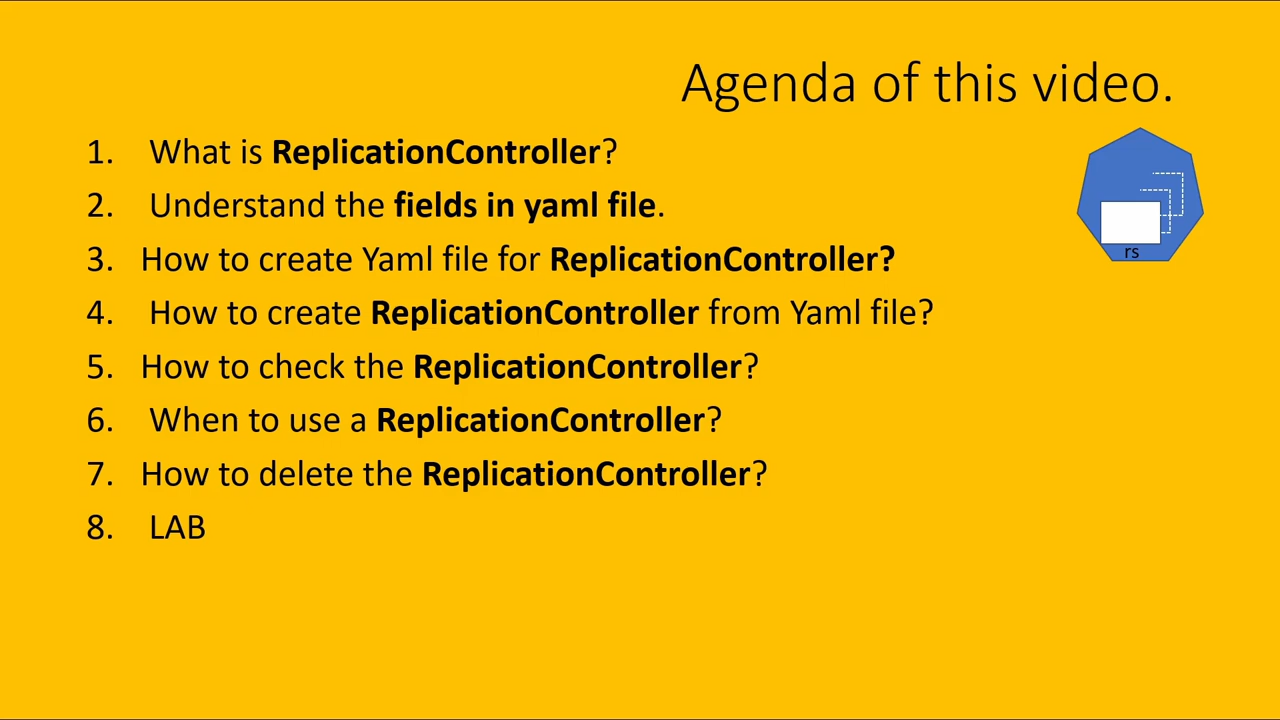 Agenda of this video.
1. What is ReplicationController?
2. Understand the fields in yaml file.
3. How to create Yaml file for ReplicationController?
4. How to create ReplicationController from Yaml file?
5. How to check the ReplicationController?
6. When to use a ReplicationController?
7. How to delete the ReplicationController?
8. LAB
rs